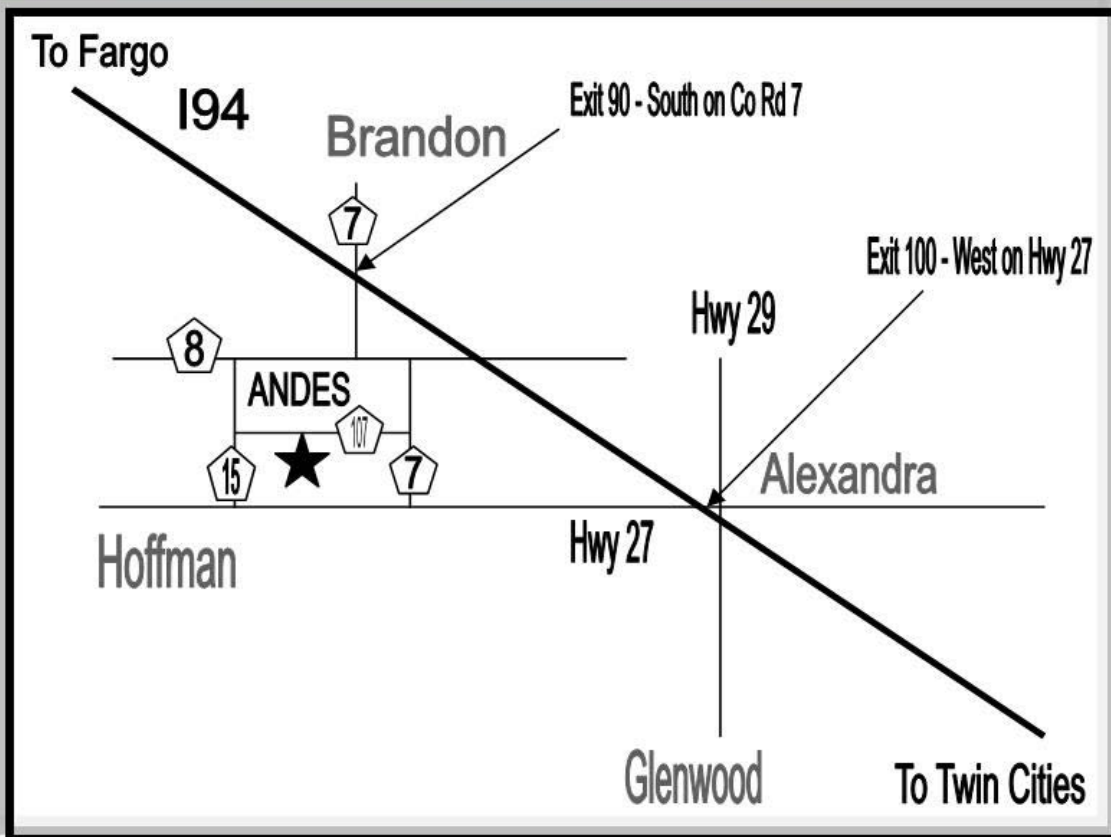 To Fargo
I94
Exit 90 - South on Co Rd 7
Brandon
7
Exit 100 - West on Hwy 27
Hwy 29
8
ANDES
107
15
7
Alexandra
Hwy 27
Hoffman
Glenwood
To Twin Cities